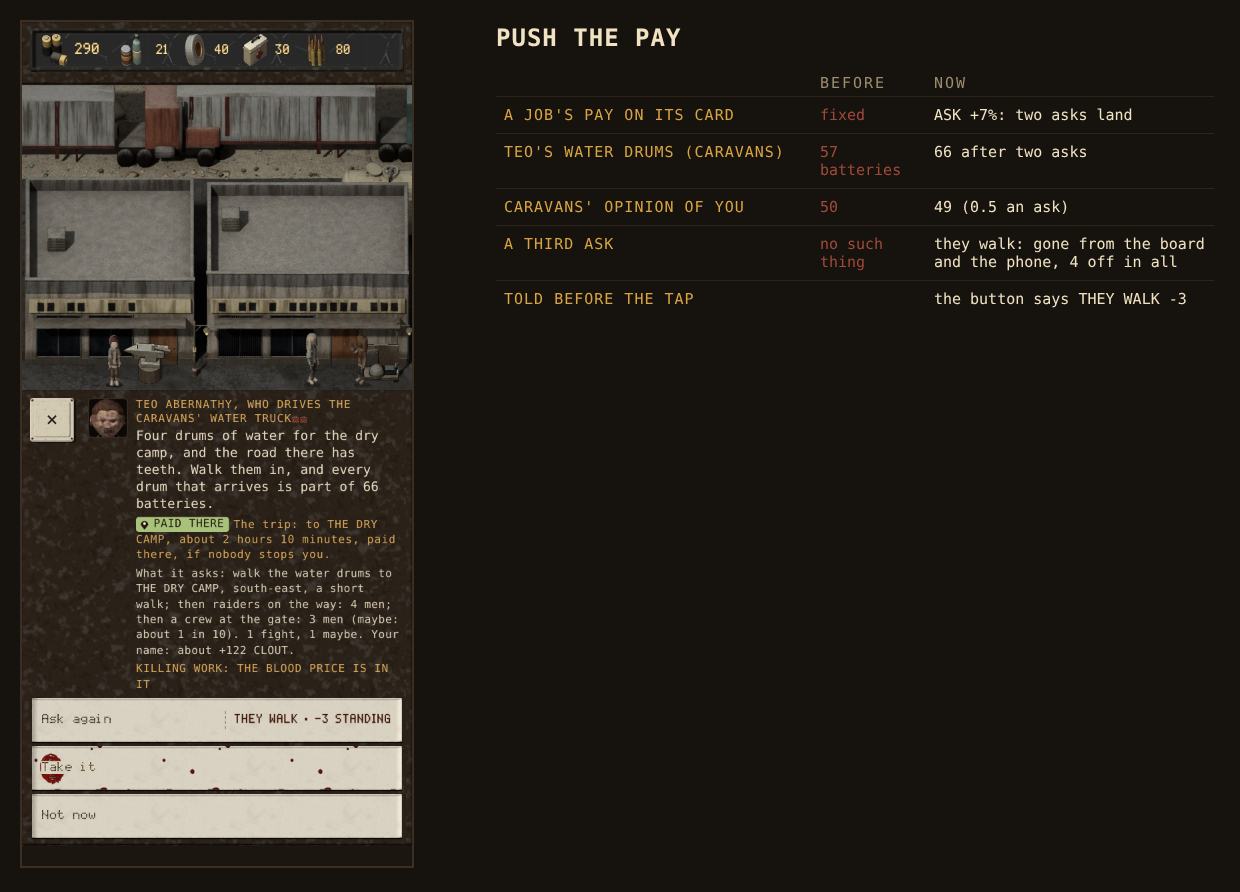 290 21 40 30 80
TEO ABERNATHY, WHO DRIVES THE
CARAVANS' WATER TRUCK
Four drums of water for the dry
camp, and the road there has
teeth. Walk them in, and every
drum that arrives is part of 66
batteries.
PAID THERE The trip: to THE DRY
CAMP, about 2 hours 10 minutes, paid
there, if nobody stops you.
What it asks: walk the water drums to
THE DRY CAMP, south-east, a short
walk; then raiders on the way: 4 men;
then a crew at the gate: 3 men (maybe:
about 1 in 10). 1 fight, 1 maybe. Your
name: about +122 CLOUT.
KILLING WORK: THE BLOOD PRICE IS IN
IT
Ask again THEY WALK · -3 STANDING
Take it
Not now
PUSH THE PAY
BEFORE NOW
A JOB'S PAY ON ITS CARD fixed ASK +7%: two asks land
TEO'S WATER DRUMS (CARAVANS) 57 batteries 66 after two asks
CARAVANS' OPINION OF YOU 50 49 (0.5 an ask)
A THIRD ASK no such thing they walk: gone from the board and the phone, 4 off in all
TOLD BEFORE THE TAP the button says THEY WALK -3